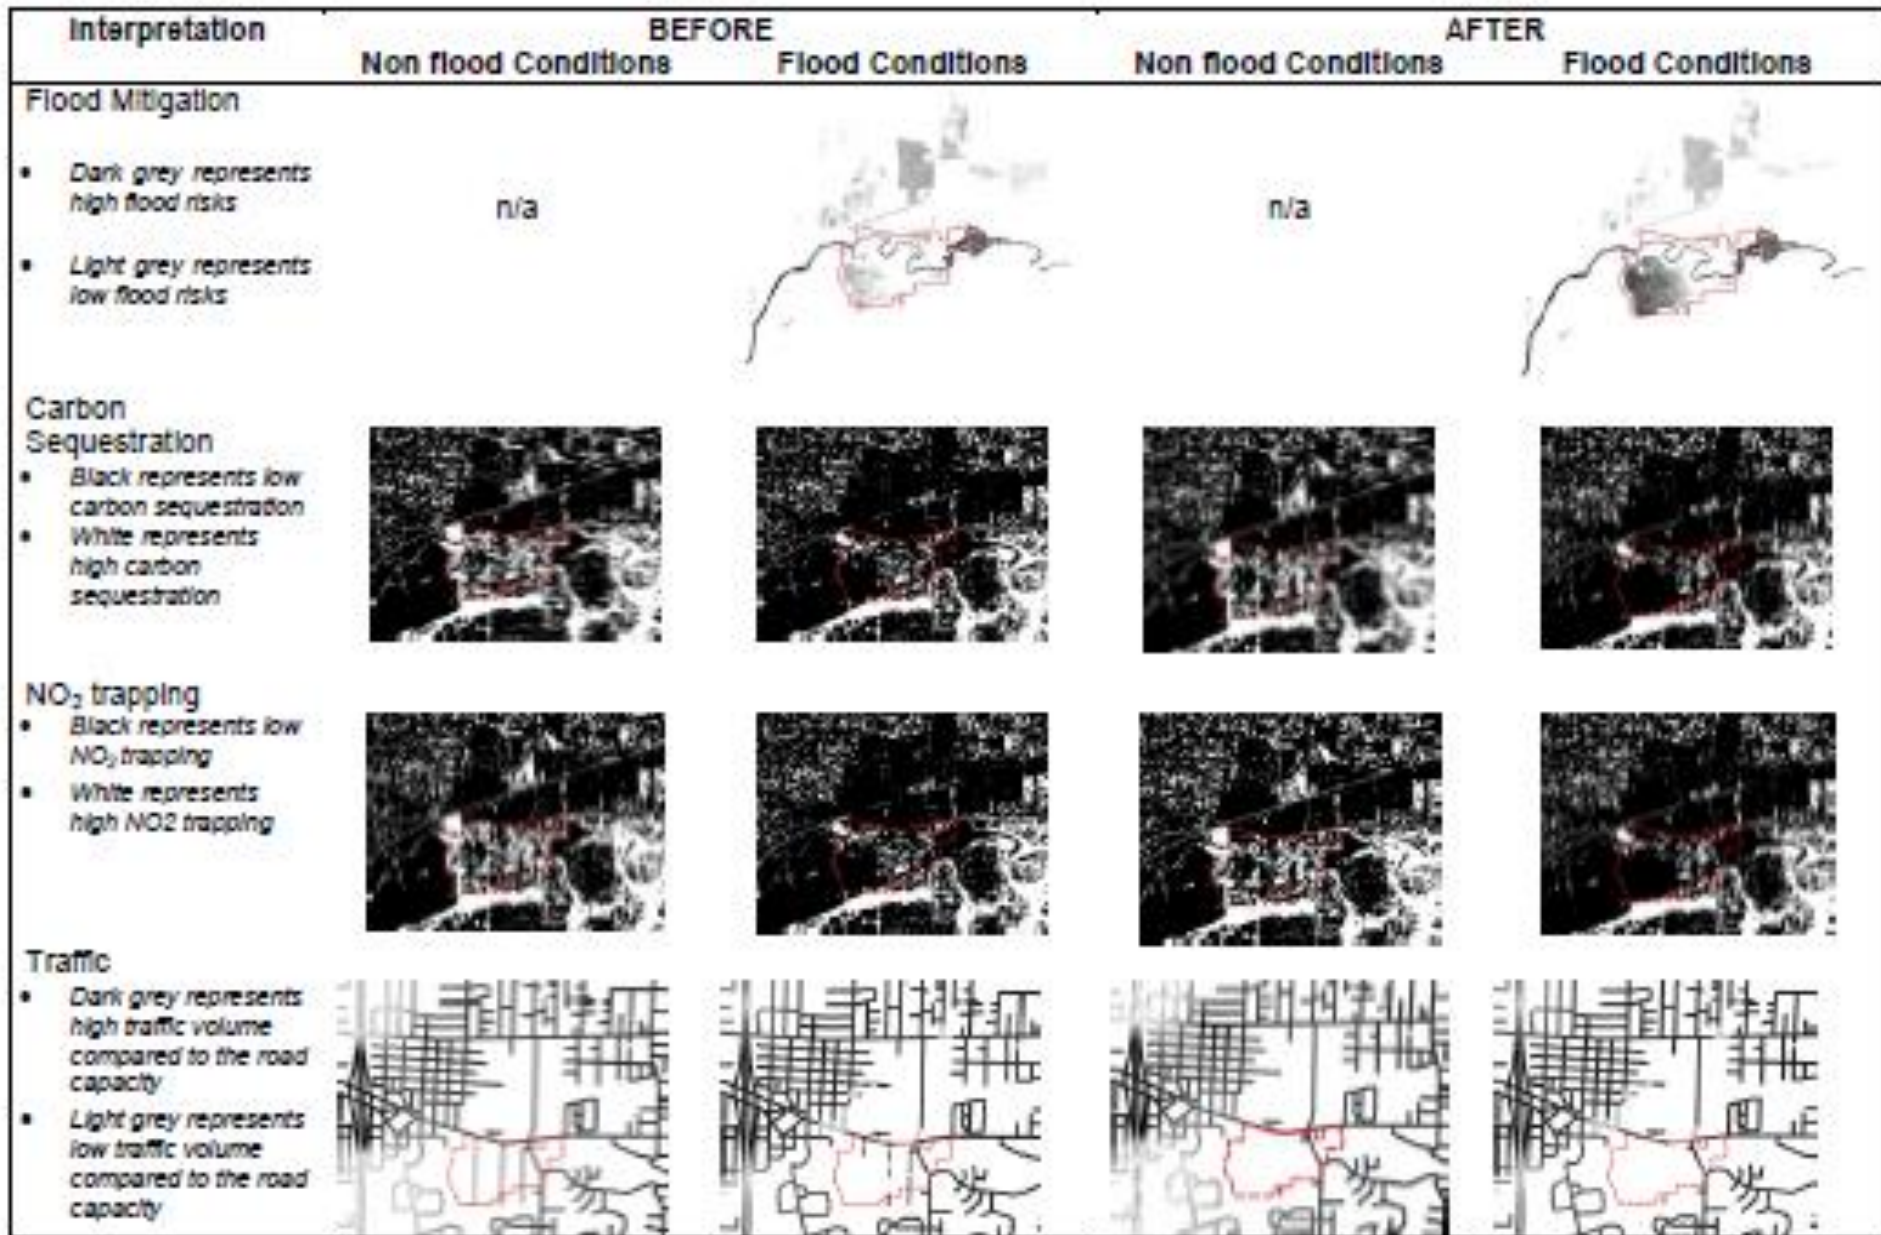 Interpretation
BEFORE
AFTER
Non flood Conditions
Flood Conditions
Non flood Conditions
Flood Conditions
Flood Mitigation
• Dark grey represents
high flood risks
• Light grey represents
low flood risks
n/a
n/a
Carbon
Sequestration
• Black represents low
carbon sequestration
• White represents
high carbon
sequestration
NO₂ trapping
• Black represents low
NO₂ trapping
• White represents
high NO2 trapping
Traffic
• Dark grey represents
high traffic volume
compared to the road
capacity
• Light grey represents
low traffic volume
compared to the road
capacity